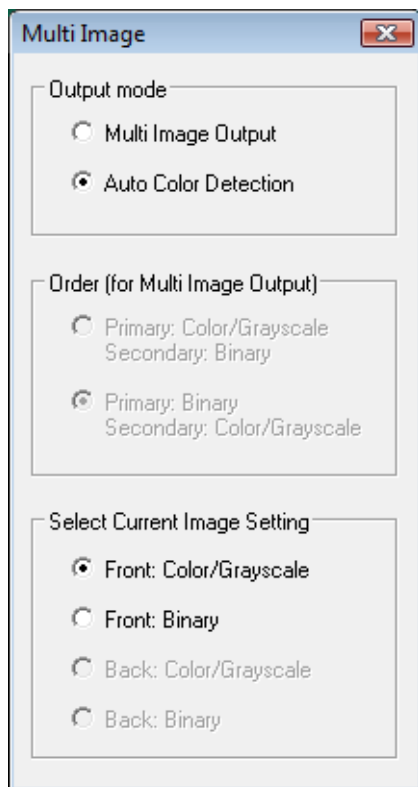 Multi Image
Output mode
Multi Image Output
Auto Color Detection
Order (for Multi Image Output)
Primary: Color/Grayscale
Secondary: Binary
Primary: Binary
Secondary: Color/Grayscale
Select Current Image Setting
Front: Color/Grayscale
Front: Binary
Back: Color/Grayscale
Back: Binary